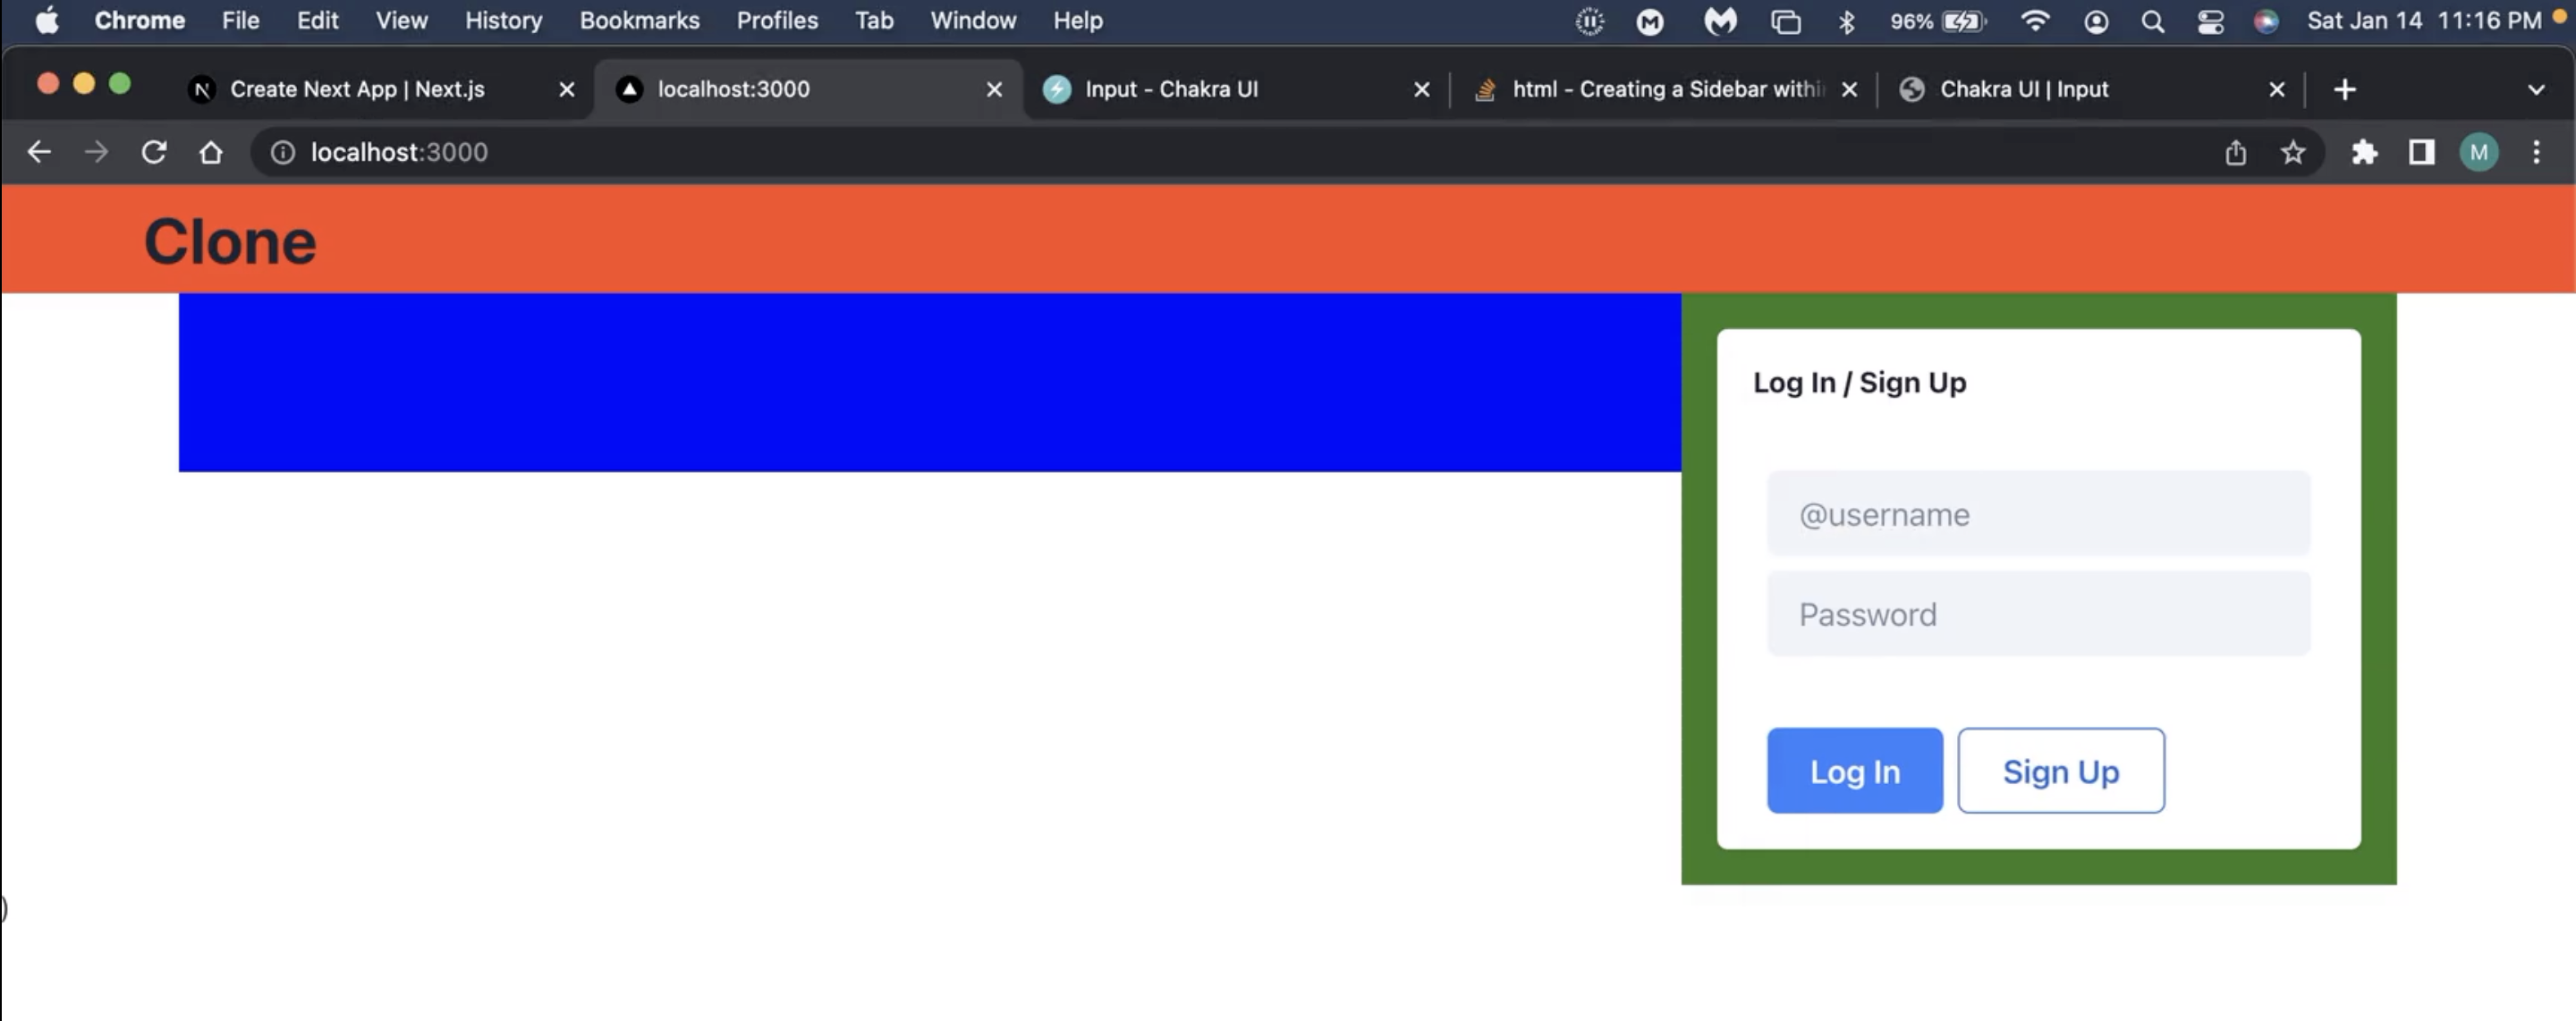 Chrome File Edit View History Bookmarks Profiles Tab Window Help 96% Sat Jan 14 11:16 PM
Create Next App | Next.js localhost:3000 Input - Chakra UI html - Creating a Sidebar withi Chakra UI | Input
localhost:3000 M
Clone
Log In / Sign Up
@username
Password
Log In Sign Up
)